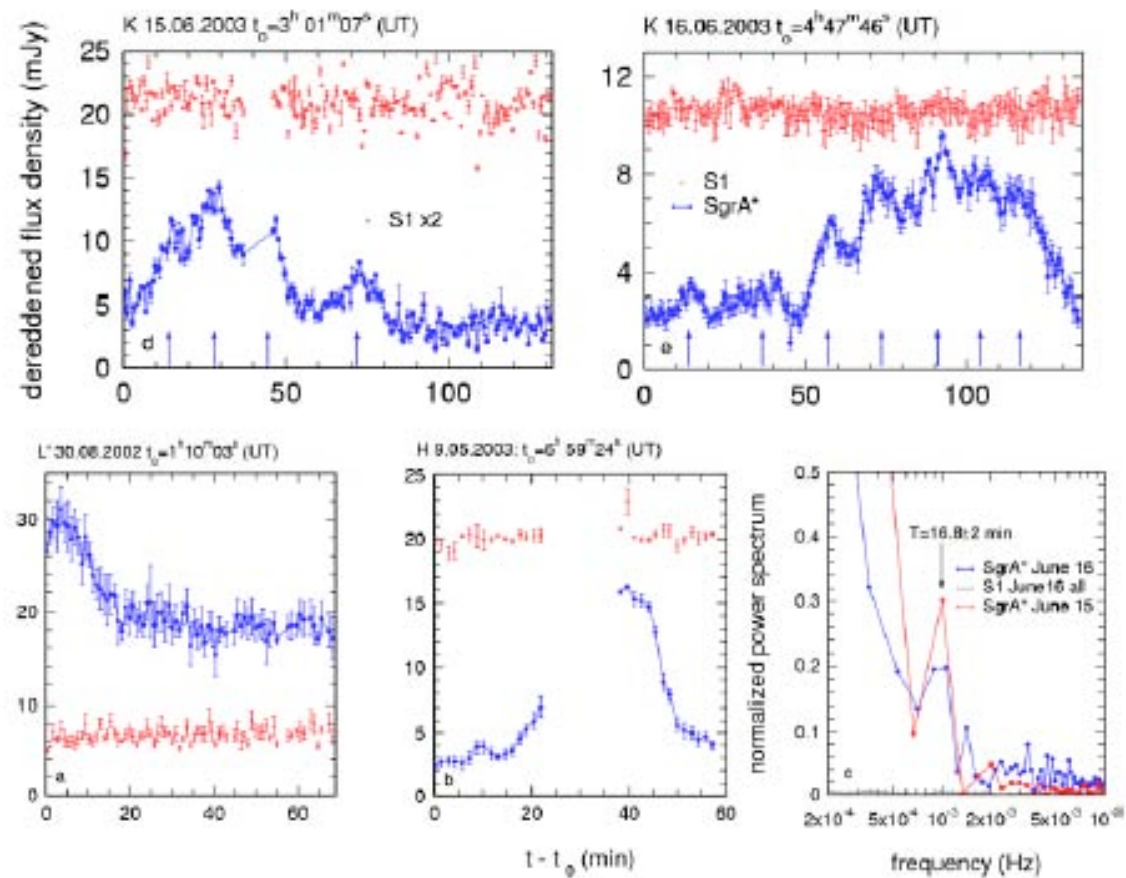 K 15.06.2003 t₀=3ʰ 01ᵐ07ˢ (UT)
K 16.06.2003 t₀=4ʰ47ᵐ46ˢ (UT)
dereddened flux density (mJy)
25
20
15
10
5
0
S1 x2
d
0 50 100
12
8
4
0
S1
SgrA*
e
0 50 100
L' 30.08.2002 t₀=1ʰ10ᵐ03ˢ (UT)
30
20
10
0
a
0 20 40 60
H 9.05.2003: t₀=6ʰ 59ᵐ24ˢ (UT)
25
20
15
10
5
0
b
0 20 40 60
t - t₀ (min)
normalized power spectrum
0.5
0.4
0.3
0.2
0.1
0
T=16.8±2 min
SgrA* June 16
S1 June16 all
SgrA* June 15
c
2x10⁻⁴ 5x10⁻⁴ 10⁻³ 2x10⁻³ 5x10⁻³
frequency (Hz)